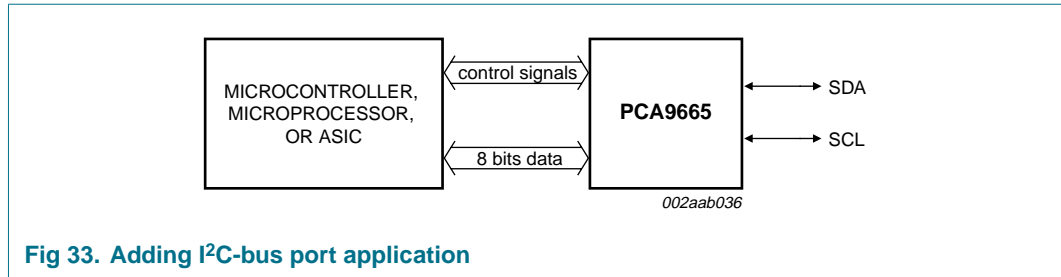 MICROCONTROLLER,
MICROPROCESSOR,
OR ASIC
control signals
8 bits data
PCA9665
SDA
SCL
002aab036
Fig 33. Adding I²C-bus port application